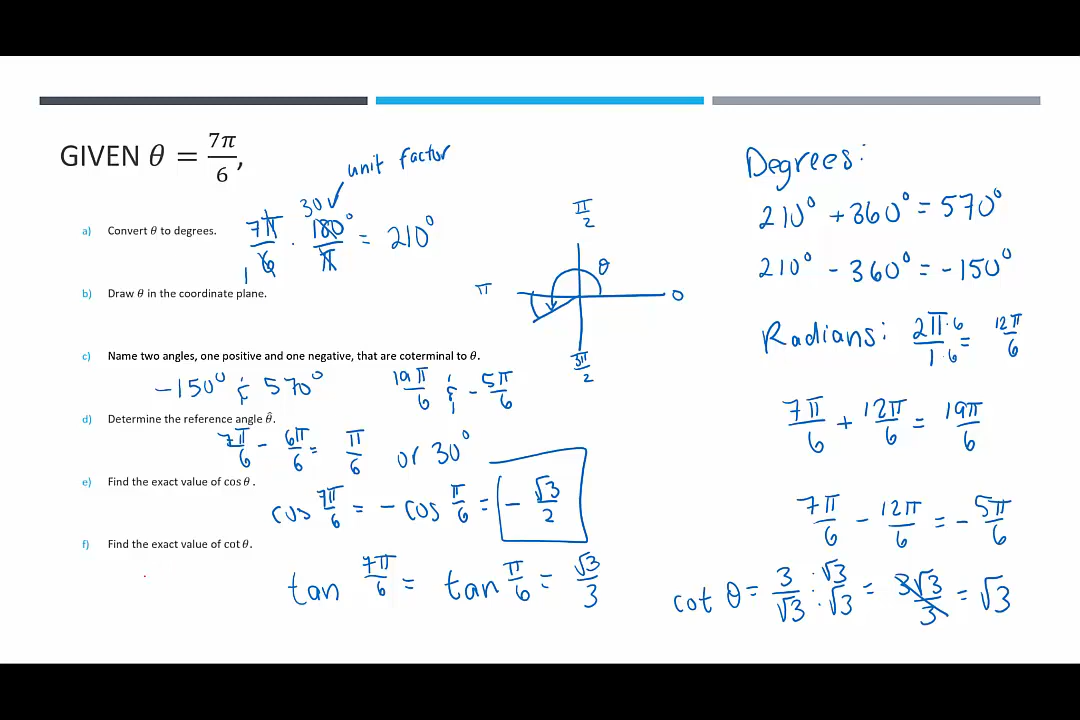 GIVEN θ = 7π/6,
unit factor
a) Convert θ to degrees. 7π/6 · 180°/π = 210°
30
1
π/2
θ
π
0
3π/2
b) Draw θ in the coordinate plane.
c) Name two angles, one positive and one negative, that are coterminal to θ.
-150° & 570° 19π/6 & -5π/6
d) Determine the reference angle θ̂.
7π/6 - 6π/6 = π/6 or 30°
e) Find the exact value of cos θ.
cos 7π/6 = - cos π/6 = - √3/2
f) Find the exact value of cot θ.
tan 7π/6 = tan π/6 = √3/3
Degrees:
210° + 360° = 570°
210° - 360° = -150°
Radians: 2π·6/1·6 = 12π/6
7π/6 + 12π/6 = 19π/6
7π/6 - 12π/6 = -5π/6
cot θ = 3/√3 · √3/√3 = 3√3/3 = √3